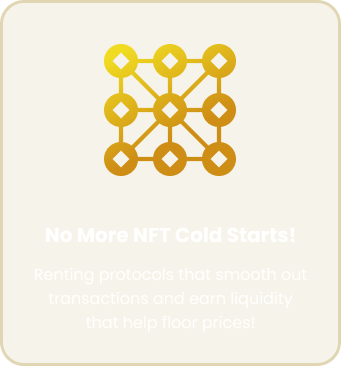 No More NFT Cold Starts!
Renting protocols that smooth out
transactions and earn liquidity
that help floor prices!